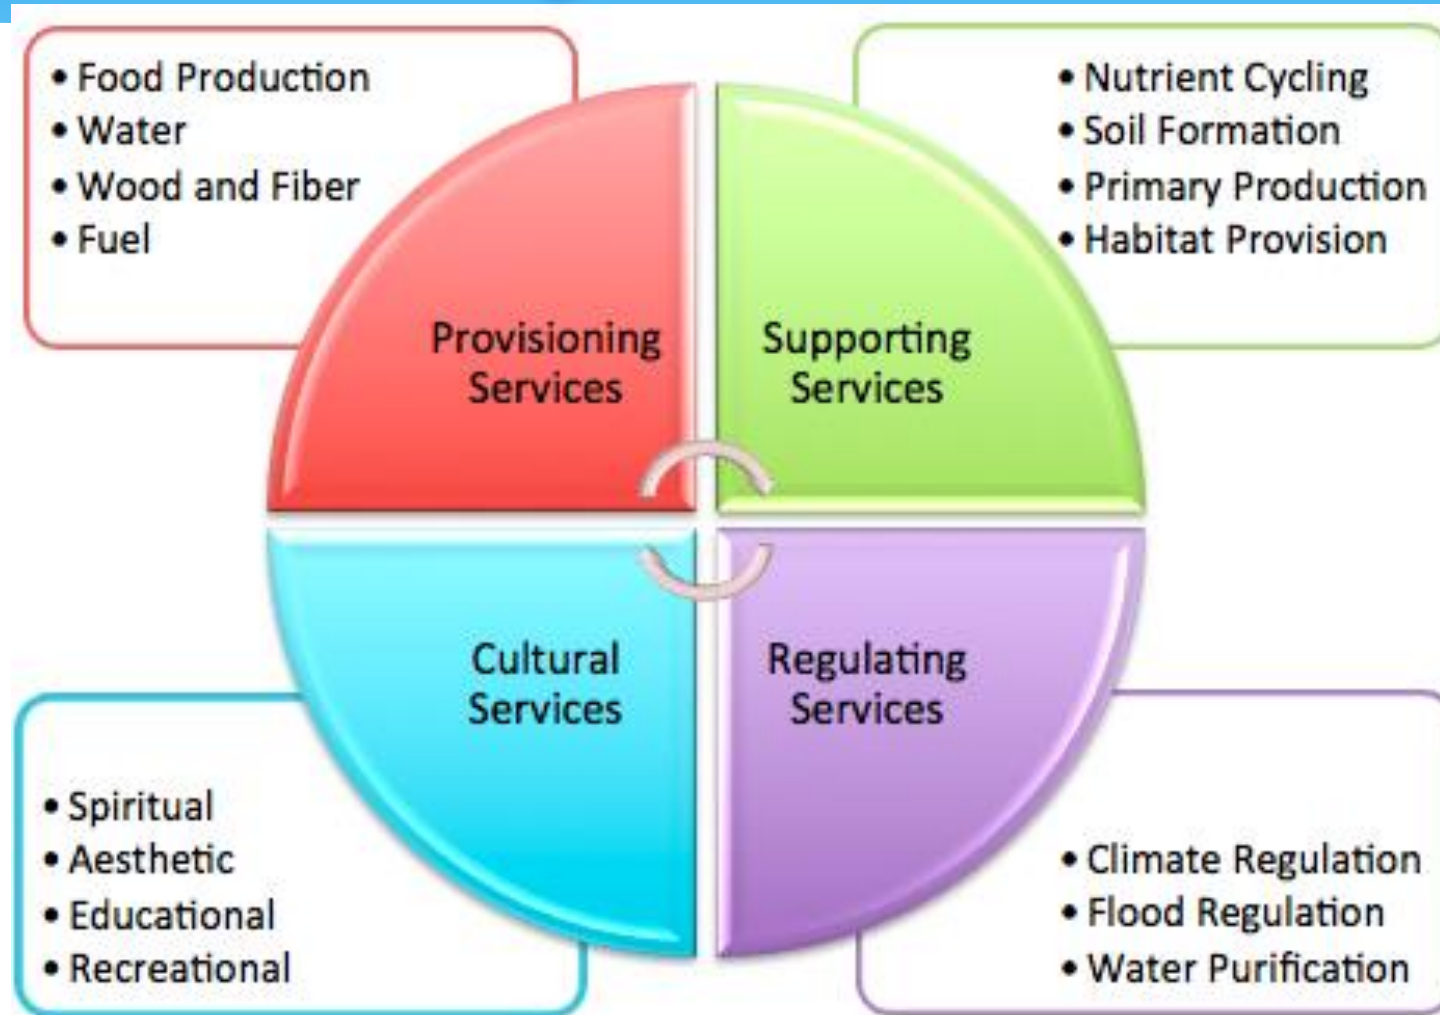 • Food Production
• Water
• Wood and Fiber
• Fuel
• Nutrient Cycling
• Soil Formation
• Primary Production
• Habitat Provision
Provisioning
Services
Supporting
Services
Cultural
Services
Regulating
Services
• Spiritual
• Aesthetic
• Educational
• Recreational
• Climate Regulation
• Flood Regulation
• Water Purification